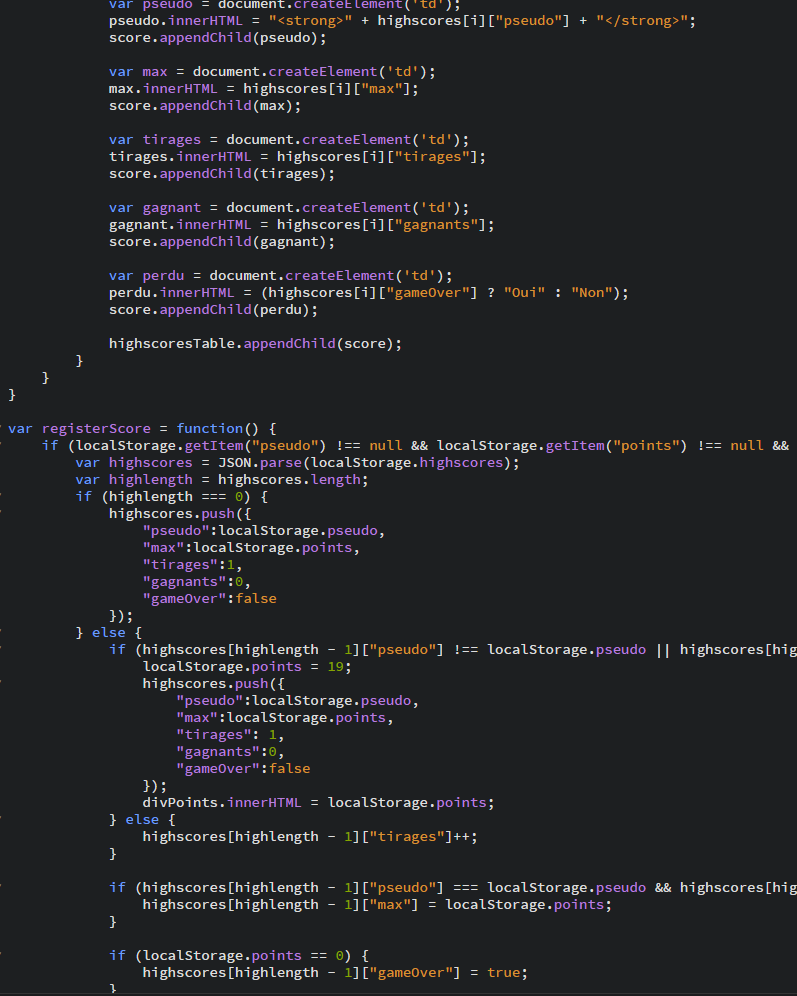 var pseudo = document.createElement('td');
pseudo.innerHTML = "<strong>" + highscores[i]["pseudo"] + "</strong>";
score.appendChild(pseudo);
var max = document.createElement('td');
max.innerHTML = highscores[i]["max"];
score.appendChild(max);
var tirages = document.createElement('td');
tirages.innerHTML = highscores[i]["tirages"];
score.appendChild(tirages);
var gagnant = document.createElement('td');
gagnant.innerHTML = highscores[i]["gagnants"];
score.appendChild(gagnant);
var perdu = document.createElement('td');
perdu.innerHTML = (highscores[i]["gameOver"] ? "Oui" : "Non");
score.appendChild(perdu);
highscoresTable.appendChild(score);
}
}
}
var registerScore = function() {
if (localStorage.getItem("pseudo") !== null && localStorage.getItem("points") !== null &&
var highscores = JSON.parse(localStorage.highscores);
var highlength = highscores.length;
if (highlength === 0) {
highscores.push({
"pseudo":localStorage.pseudo,
"max":localStorage.points,
"tirages":1,
"gagnants":0,
"gameOver":false
});
} else {
if (highscores[highlength - 1]["pseudo"] !== localStorage.pseudo || highscores[hig
localStorage.points = 19;
highscores.push({
"pseudo":localStorage.pseudo,
"max":localStorage.points,
"tirages": 1,
"gagnants":0,
"gameOver":false
});
divPoints.innerHTML = localStorage.points;
} else {
highscores[highlength - 1]["tirages"]++;
}
if (highscores[highlength - 1]["pseudo"] === localStorage.pseudo && highscores[hig
highscores[highlength - 1]["max"] = localStorage.points;
}
if (localStorage.points == 0) {
highscores[highlength - 1]["gameOver"] = true;
}